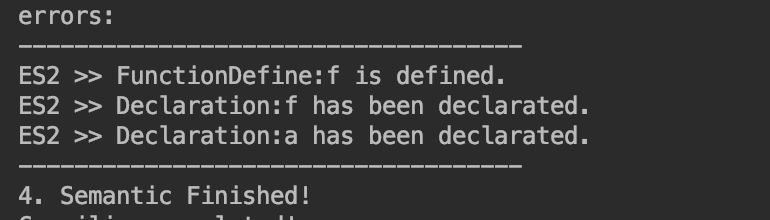 errors:
------------------------------------
ES2 >> FunctionDefine:f is defined.
ES2 >> Declaration:f has been declarated.
ES2 >> Declaration:a has been declarated.
------------------------------------
4. Semantic Finished!